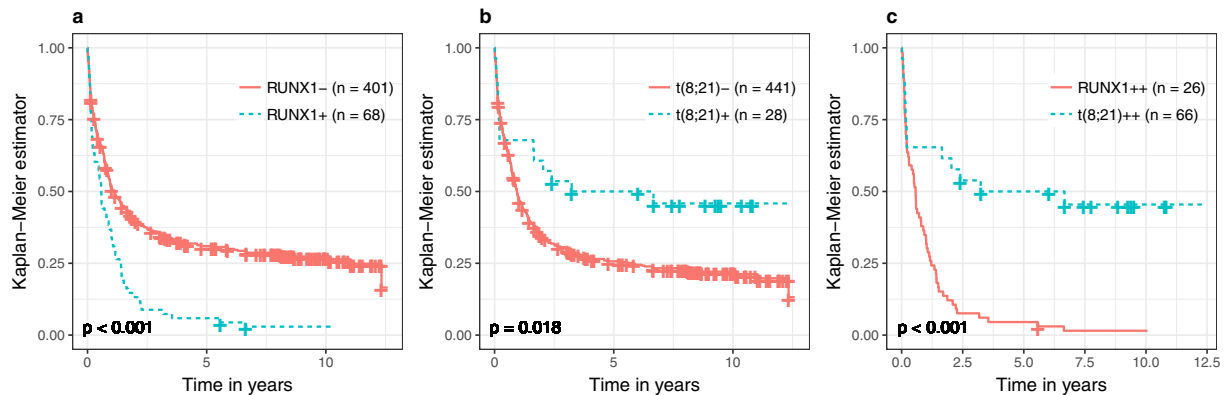 a
Kaplan−Meier estimator
1.00
0.75
0.50
0.25
0.00
RUNX1− (n = 401)
RUNX1+ (n = 68)
p < 0.001
0
5
10
Time in years
b
Kaplan−Meier estimator
1.00
0.75
0.50
0.25
0.00
t(8;21)− (n = 441)
t(8;21)+ (n = 28)
p = 0.018
0
5
10
Time in years
c
Kaplan−Meier estimator
1.00
0.75
0.50
0.25
0.00
RUNX1++ (n = 26)
t(8;21)++ (n = 66)
p < 0.001
0.0
2.5
5.0
7.5
10.0
12.5
Time in years